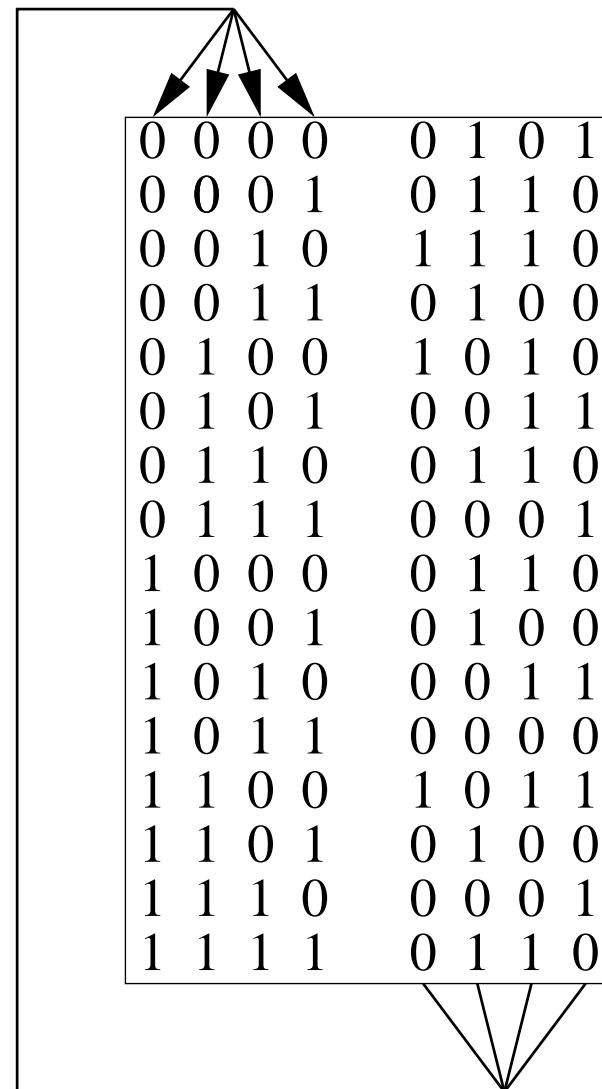 0 0 0 0 0 1 0 1
0 0 0 1 0 1 1 0
0 0 1 0 1 1 1 0
0 0 1 1 0 1 0 0
0 1 0 0 1 0 1 0
0 1 0 1 0 0 1 1
0 1 1 0 0 1 1 0
0 1 1 1 0 0 0 1
1 0 0 0 0 1 1 0
1 0 0 1 0 1 0 0
1 0 1 0 0 0 1 1
1 0 1 1 0 0 0 0
1 1 0 0 1 0 1 1
1 1 0 1 0 1 0 0
1 1 1 0 0 0 0 1
1 1 1 1 0 1 1 0